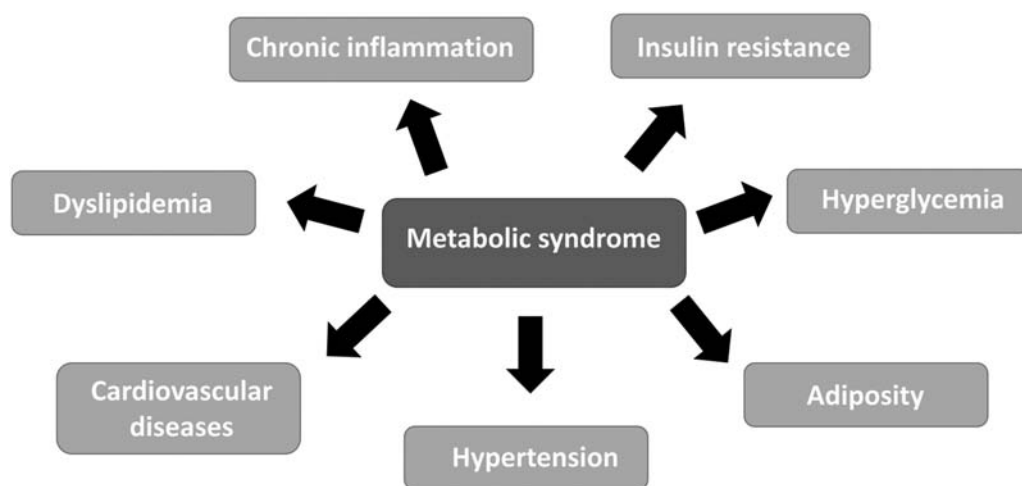 Chronic inflammation
Insulin resistance
Dyslipidemia
Hyperglycemia
Metabolic syndrome
Cardiovascular
diseases
Adiposity
Hypertension